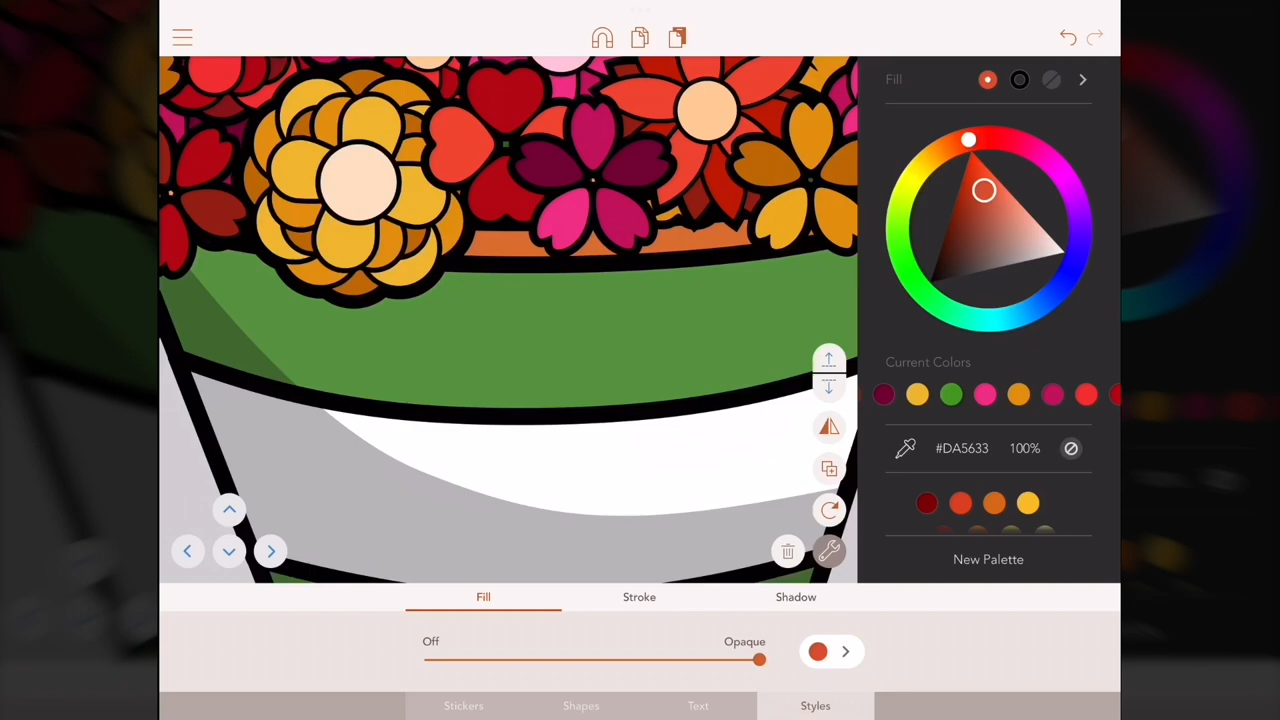 Fill
Current Colors
#DA5633 100%
New Palette
Fill Stroke Shadow
Off Opaque
Stickers Shapes Text Styles